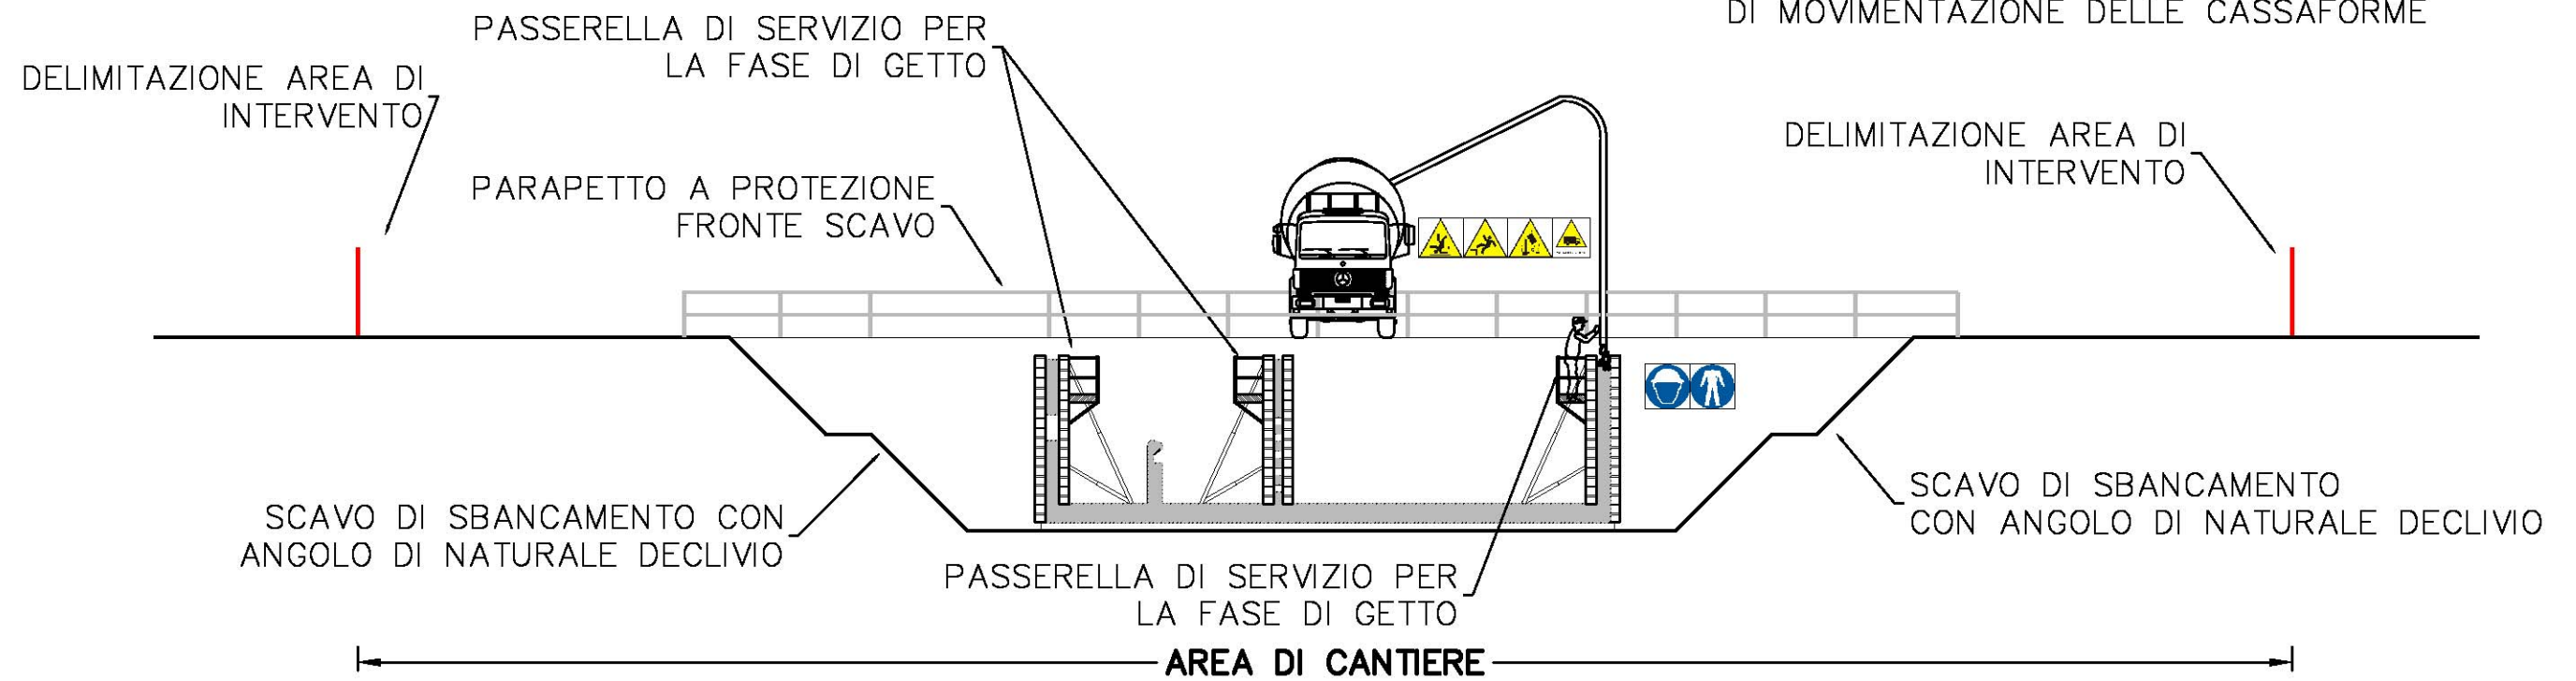 DI MOVIMENTAZIONE DELLE CASSAFORME
PASSERELLA DI SERVIZIO PER
LA FASE DI GETTO
DELIMITAZIONE AREA DI
INTERVENTO
DELIMITAZIONE AREA DI
INTERVENTO
PARAPETTO A PROTEZIONE
FRONTE SCAVO
SCAVO DI SBANCAMENTO CON
ANGOLO DI NATURALE DECLIVIO
SCAVO DI SBANCAMENTO
CON ANGOLO DI NATURALE DECLIVIO
PASSERELLA DI SERVIZIO PER
LA FASE DI GETTO
AREA DI CANTIERE